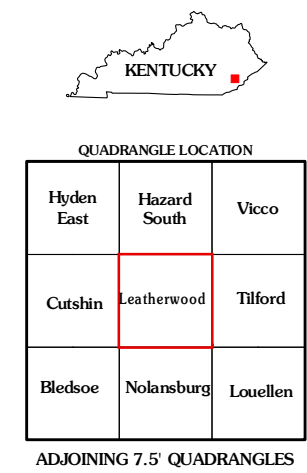 KENTUCKY
QUADRANGLE LOCATION
Hyden
East
Hazard
South
Vicco
Cutshin
Leatherwood
Tilford
Bledsoe
Nolansburg
Louellen
ADJOINING 7.5' QUADRANGLES